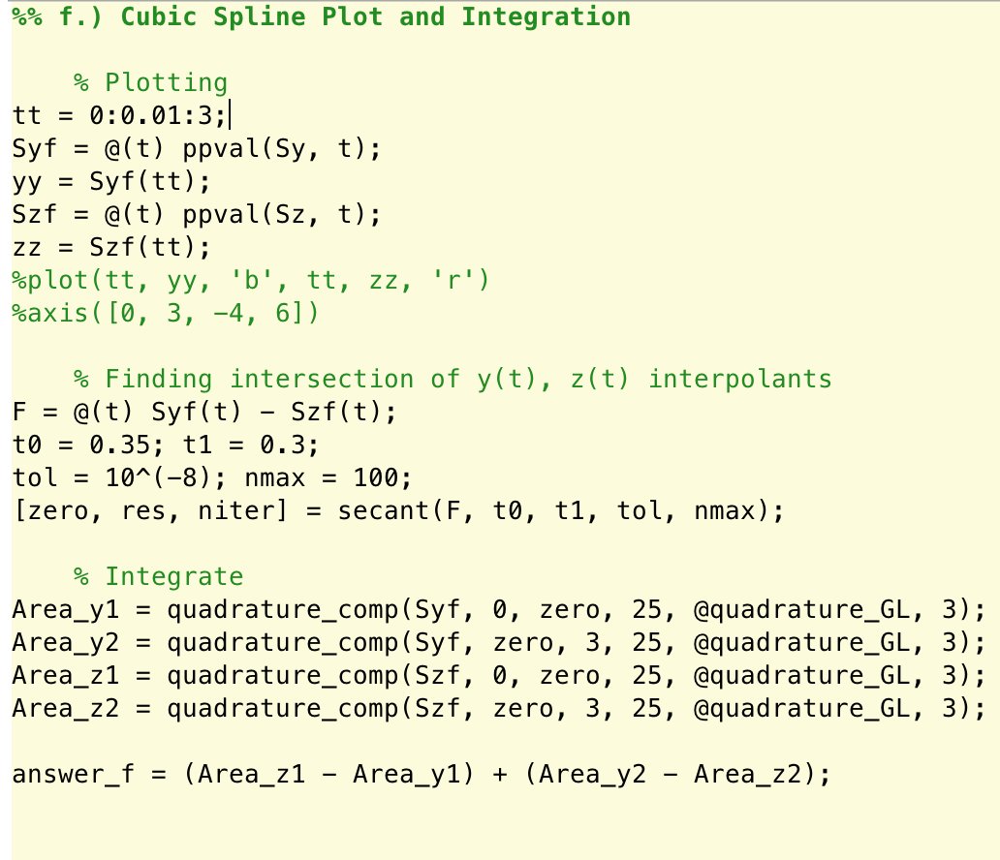 %% f.) Cubic Spline Plot and Integration
% Plotting
tt = 0:0.01:3;
Syf = @(t) ppval(Sy, t);
yy = Syf(tt);
Szf = @(t) ppval(Sz, t);
zz = Szf(tt);
%plot(tt, yy, 'b', tt, zz, 'r')
%axis([0, 3, -4, 6])
% Finding intersection of y(t), z(t) interpolants
F = @(t) Syf(t) - Szf(t);
t0 = 0.35; t1 = 0.3;
tol = 10^(-8); nmax = 100;
[zero, res, niter] = secant(F, t0, t1, tol, nmax);
% Integrate
Area_y1 = quadrature_comp(Syf, 0, zero, 25, @quadrature_GL, 3);
Area_y2 = quadrature_comp(Syf, zero, 3, 25, @quadrature_GL, 3);
Area_z1 = quadrature_comp(Szf, 0, zero, 25, @quadrature_GL, 3);
Area_z2 = quadrature_comp(Szf, zero, 3, 25, @quadrature_GL, 3);
answer_f = (Area_z1 - Area_y1) + (Area_y2 - Area_z2);